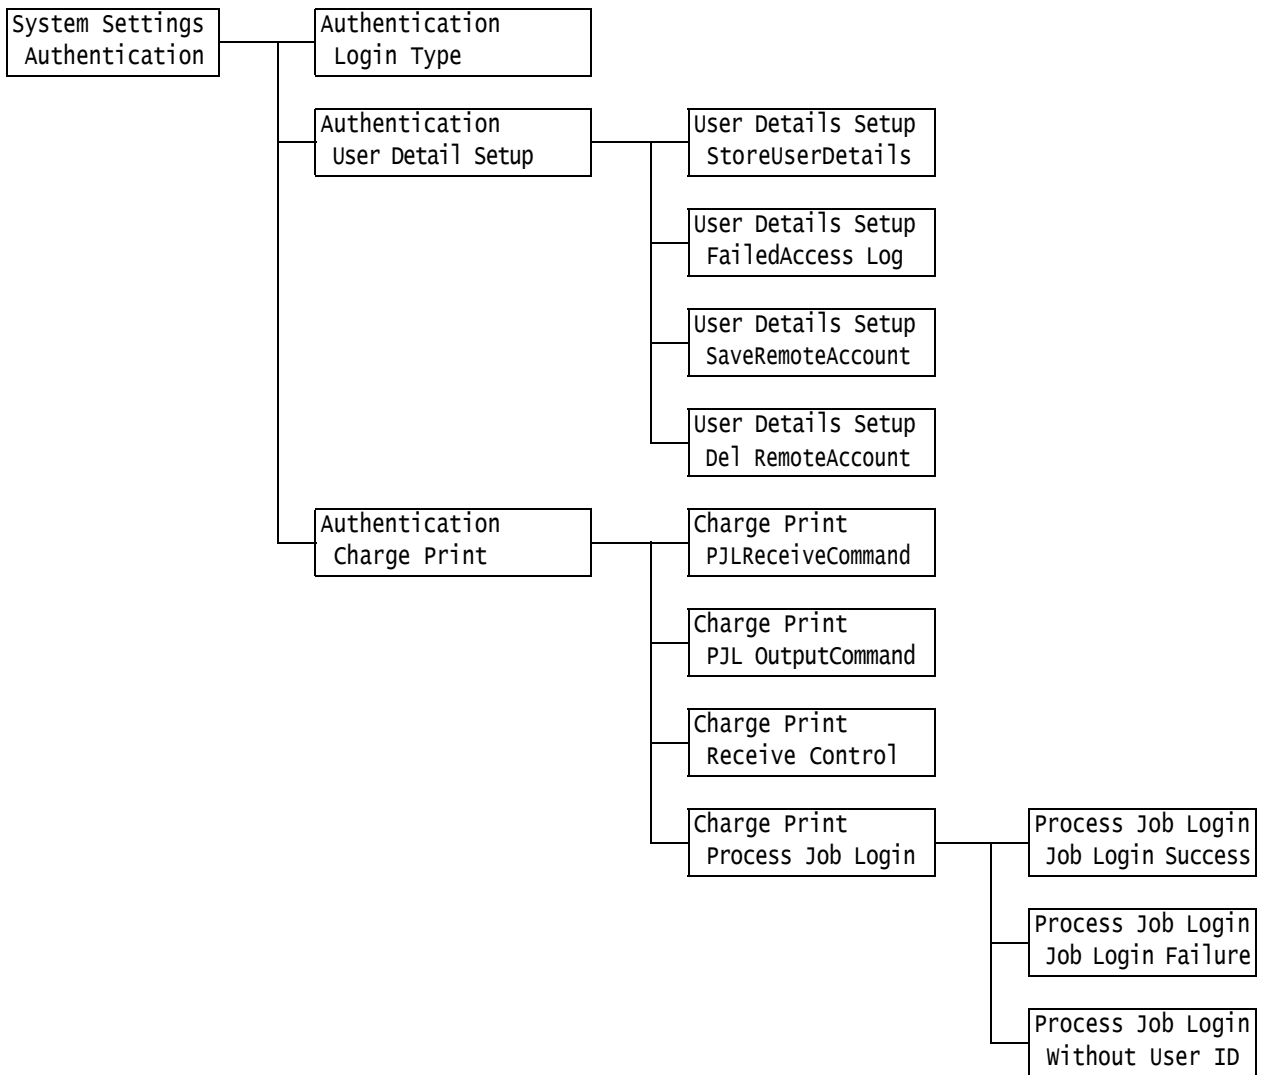 System Settings
Authentication
Authentication
Login Type
Authentication
User Detail Setup
User Details Setup
StoreUserDetails
User Details Setup
FailedAccess Log
User Details Setup
SaveRemoteAccount
User Details Setup
Del RemoteAccount
Authentication
Charge Print
Charge Print
PJLReceiveCommand
Charge Print
PJL OutputCommand
Charge Print
Receive Control
Charge Print
Process Job Login
Process Job Login
Job Login Success
Process Job Login
Job Login Failure
Process Job Login
Without User ID